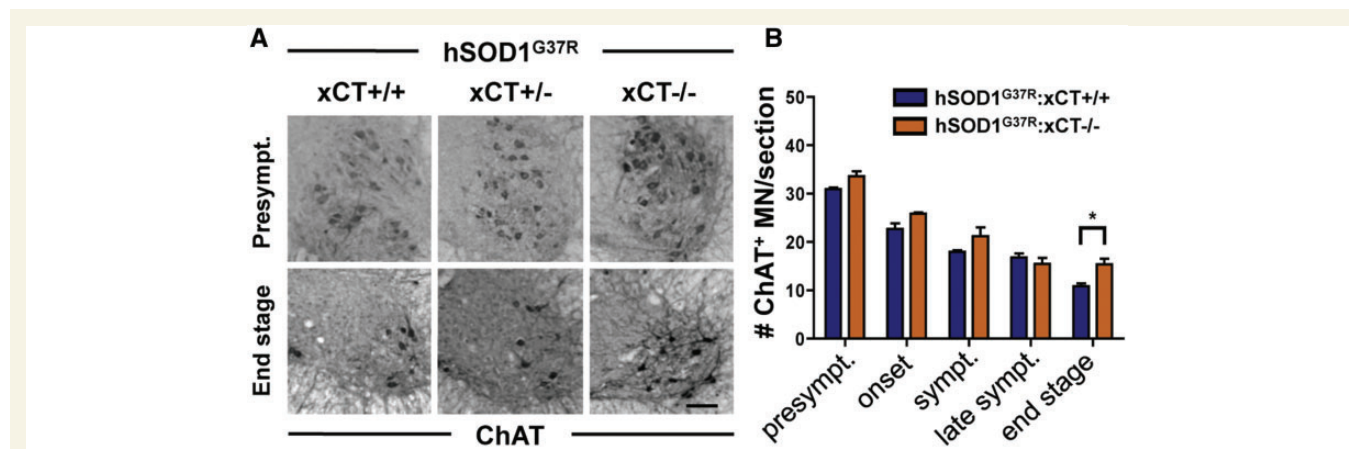 A
hSOD1G37R
xCT+/+ xCT+/- xCT-/-
Presympt.
End stage
ChAT
B
hSOD1G37R:xCT+/+
hSOD1G37R:xCT-/-
# ChAT+ MN/section
50
40
30
20
10
0
*
presympt.
onset
sympt.
late sympt.
end stage